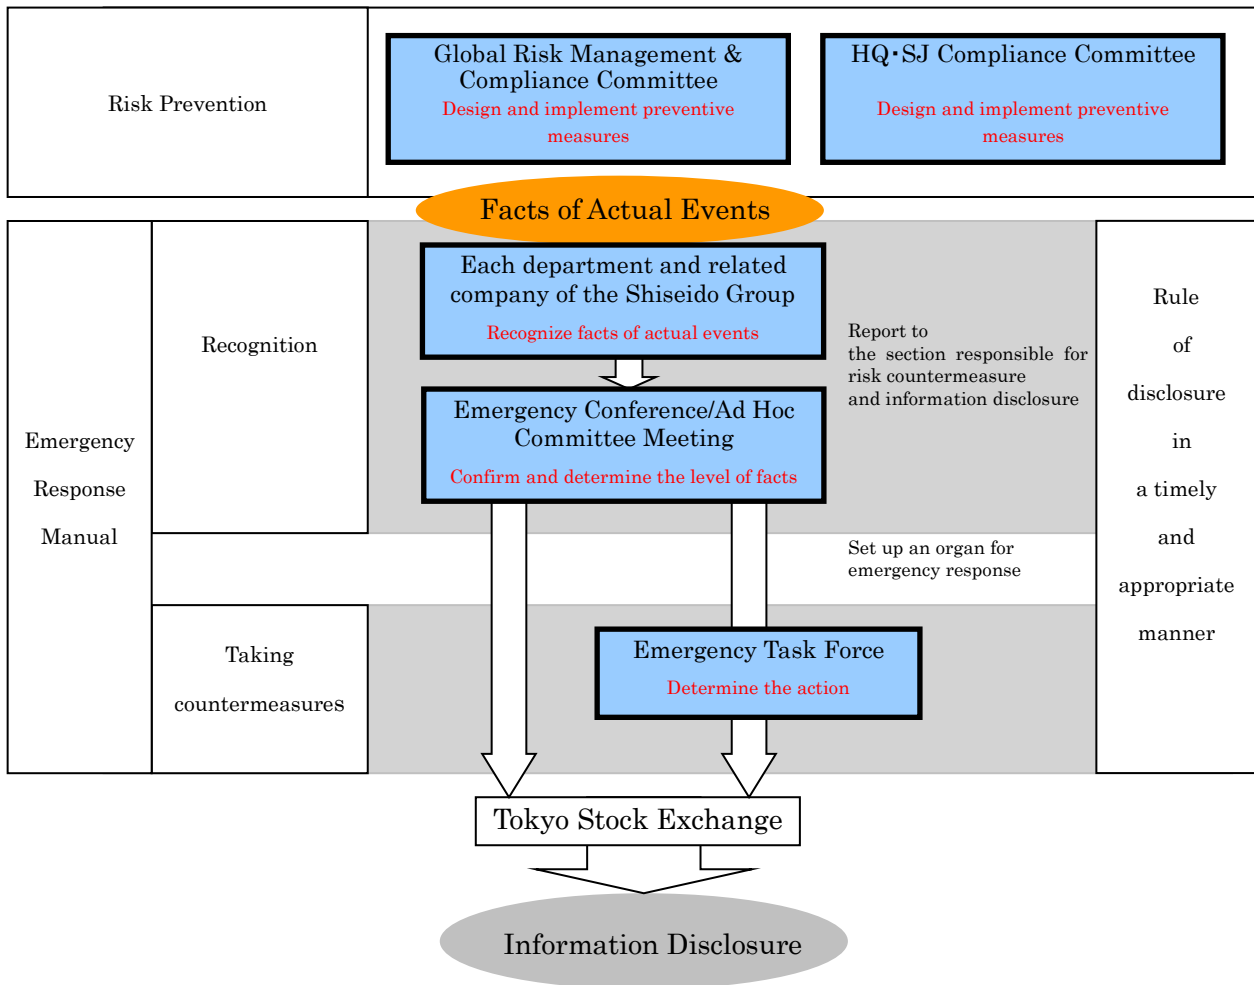 Risk Prevention
Global Risk Management &
Compliance Committee
Design and implement preventive
measures
HQ・SJ Compliance Committee
Design and implement preventive
measures
Facts of Actual Events
Emergency
Response
Manual
Recognition
Each department and related
company of the Shiseido Group
Recognize facts of actual events
Report to
the section responsible for
risk countermeasure
and information disclosure
Emergency Conference/Ad Hoc
Committee Meeting
Confirm and determine the level of facts
Set up an organ for
emergency response
Taking
countermeasures
Emergency Task Force
Determine the action
Rule
of
disclosure
in
a timely
and
appropriate
manner
Tokyo Stock Exchange
Information Disclosure